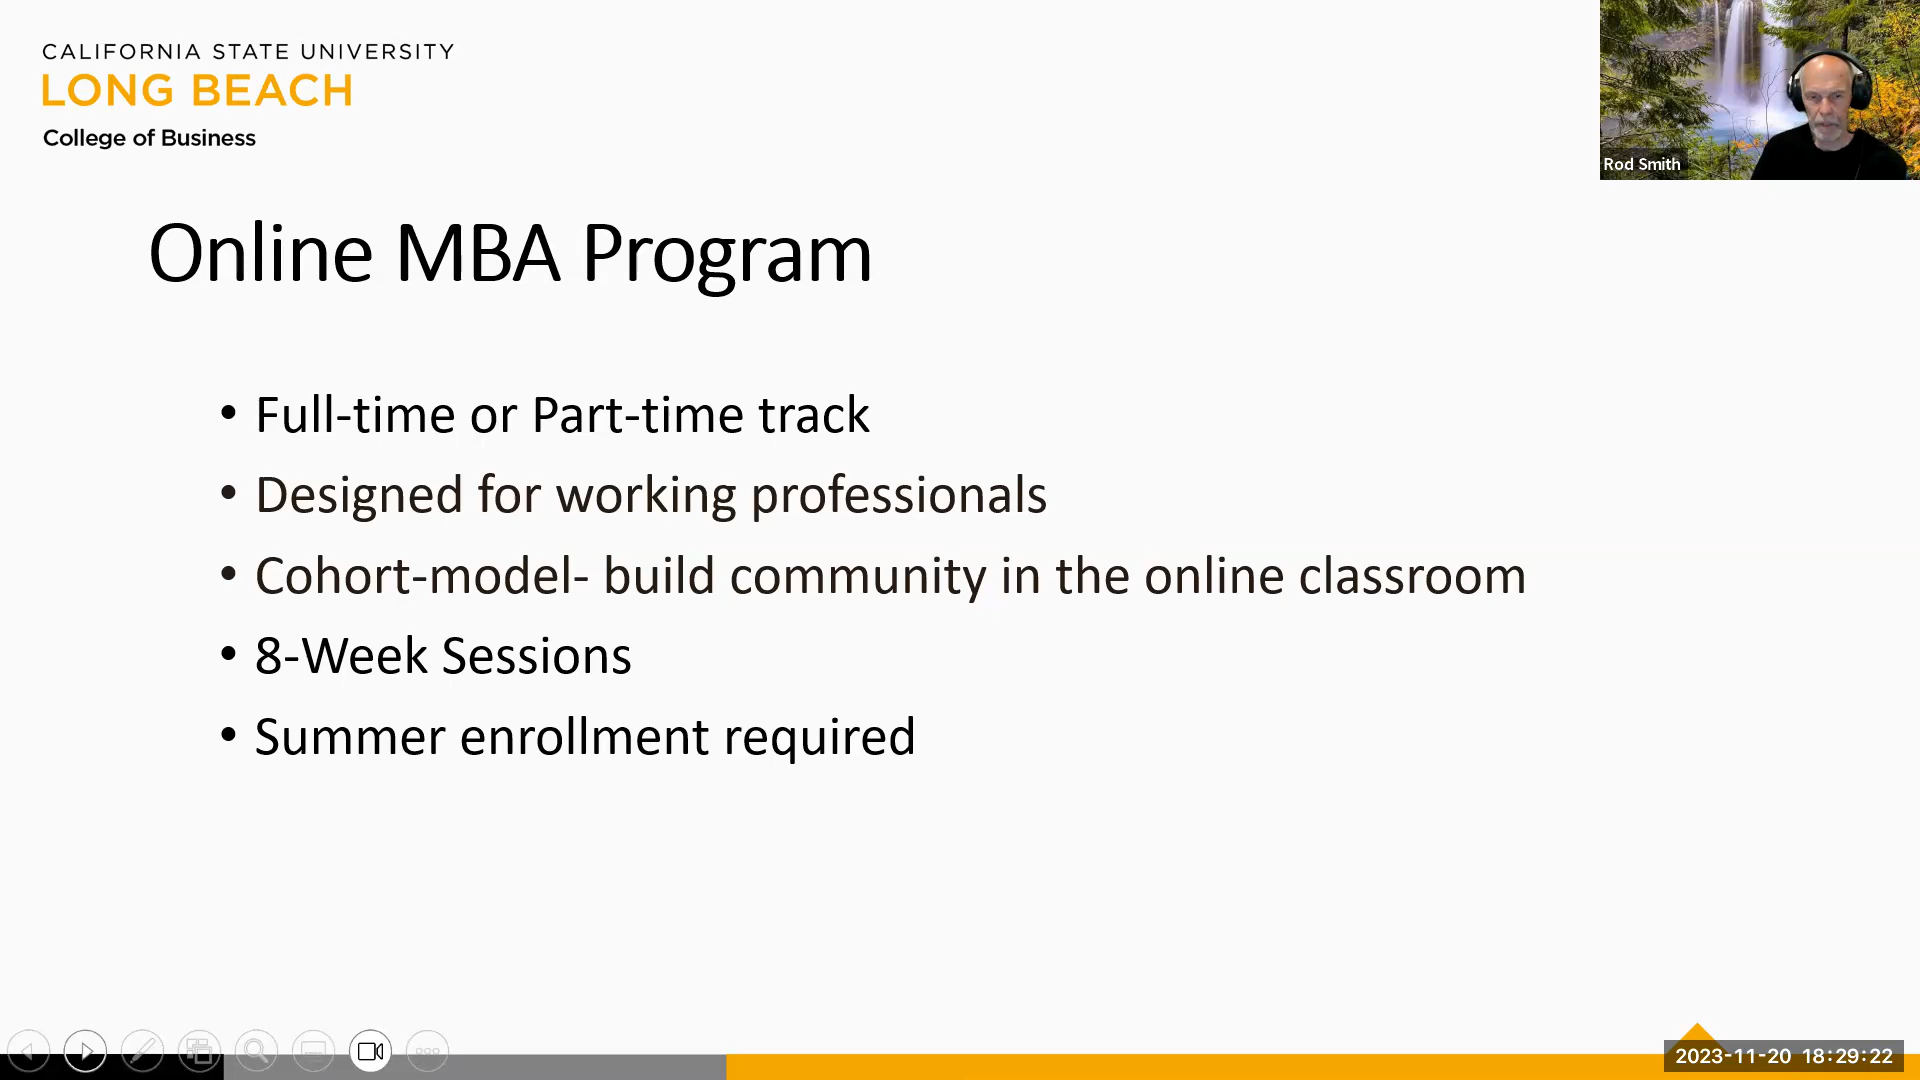 CALIFORNIA STATE UNIVERSITY
LONG BEACH
College of Business
Rod Smith
Online MBA Program
• Full-time or Part-time track
• Designed for working professionals
• Cohort-model- build community in the online classroom
• 8-Week Sessions
• Summer enrollment required
2023-11-20 18:29:22